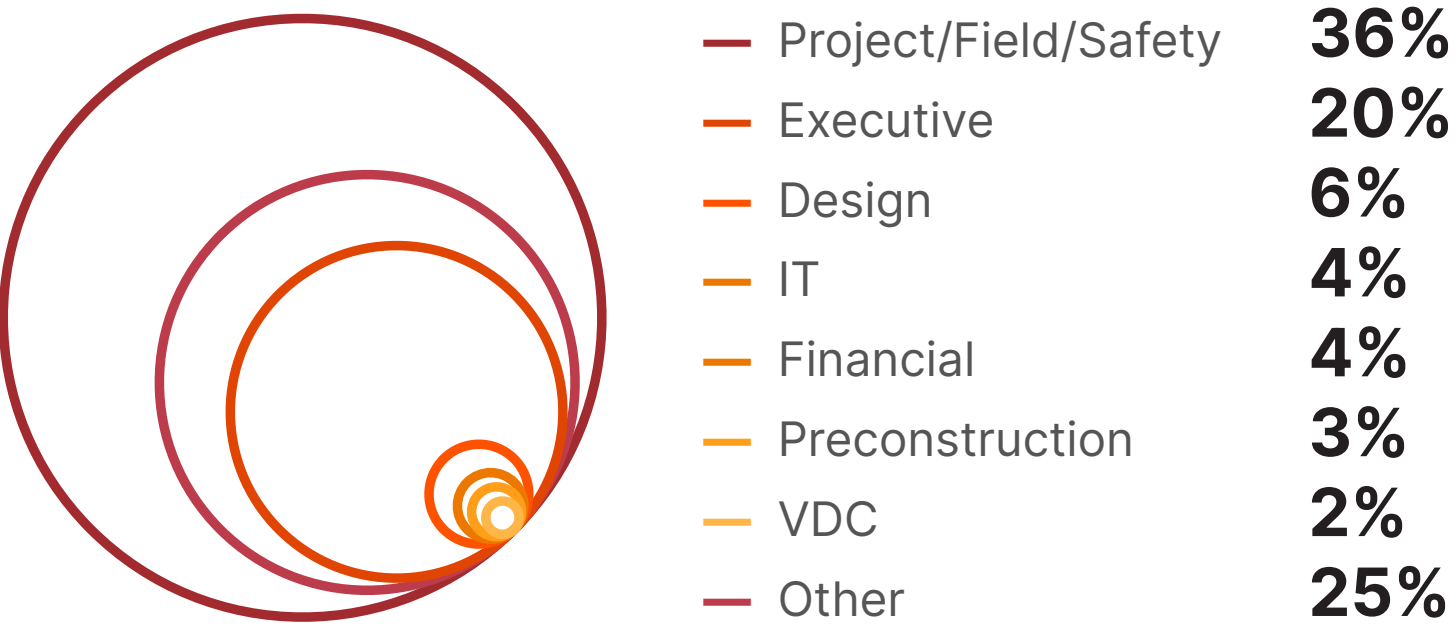 Project/Field/Safety 36%
Executive 20%
Design 6%
IT 4%
Financial 4%
Preconstruction 3%
VDC 2%
Other 25%